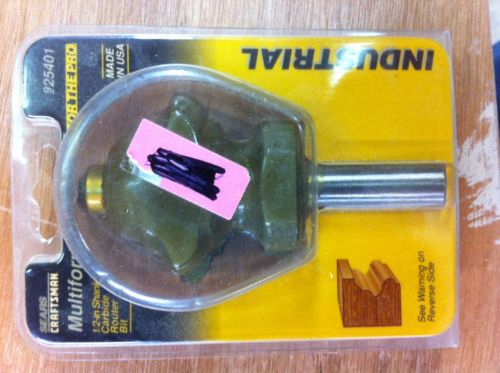 SEARS
CRAFTSMAN
925401
Multiform
1/2-in Shank
Carbide
Router
Bit
FOR THE PRO
MADE
IN USA
INDUSTRIAL
See Warning on
Reverse Side